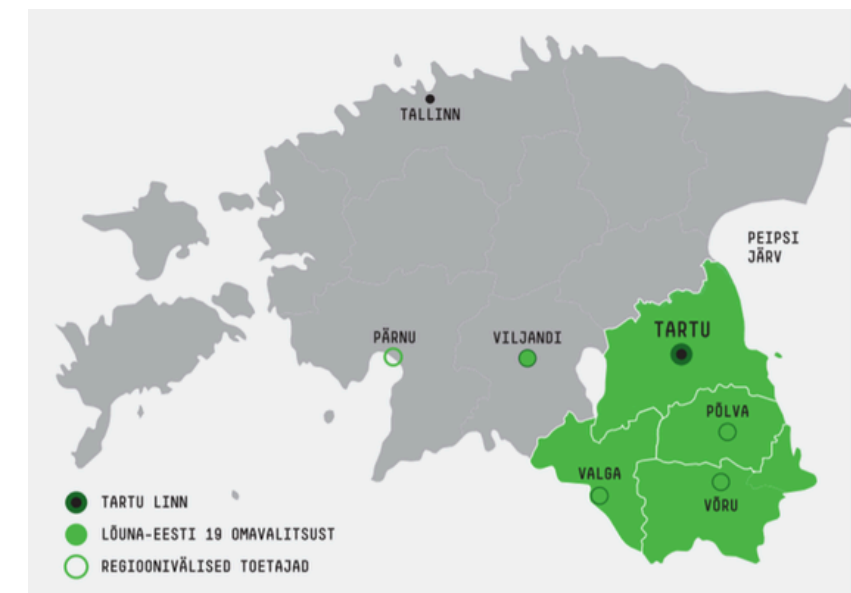 TALLINN
PEIPSI
JÄRV
PÄRNU
VILJANDI
TARTU
PÕLVA
VALGA
VÕRU
TARTU LINN
LÕUNA-EESTI 19 OMAVALITSUST
REGIOONIVÄLISED TOETAJAD